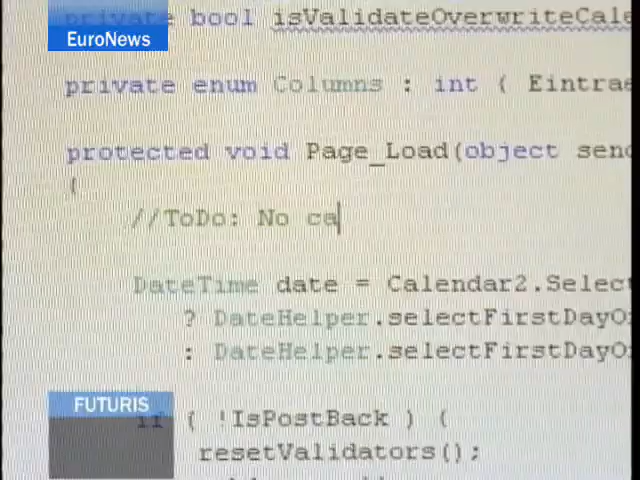 private bool isValidateOverwriteCale
EuroNews
private enum Columns : int { Eintrae
protected void Page_Load(object send
{
//ToDo: No ca
DateTime date = Calendar2.Select
? DateHelper.selectFirstDayO
: DateHelper.selectFirstDayO
FUTURIS
if ( !IsPostBack ) {
resetValidators();